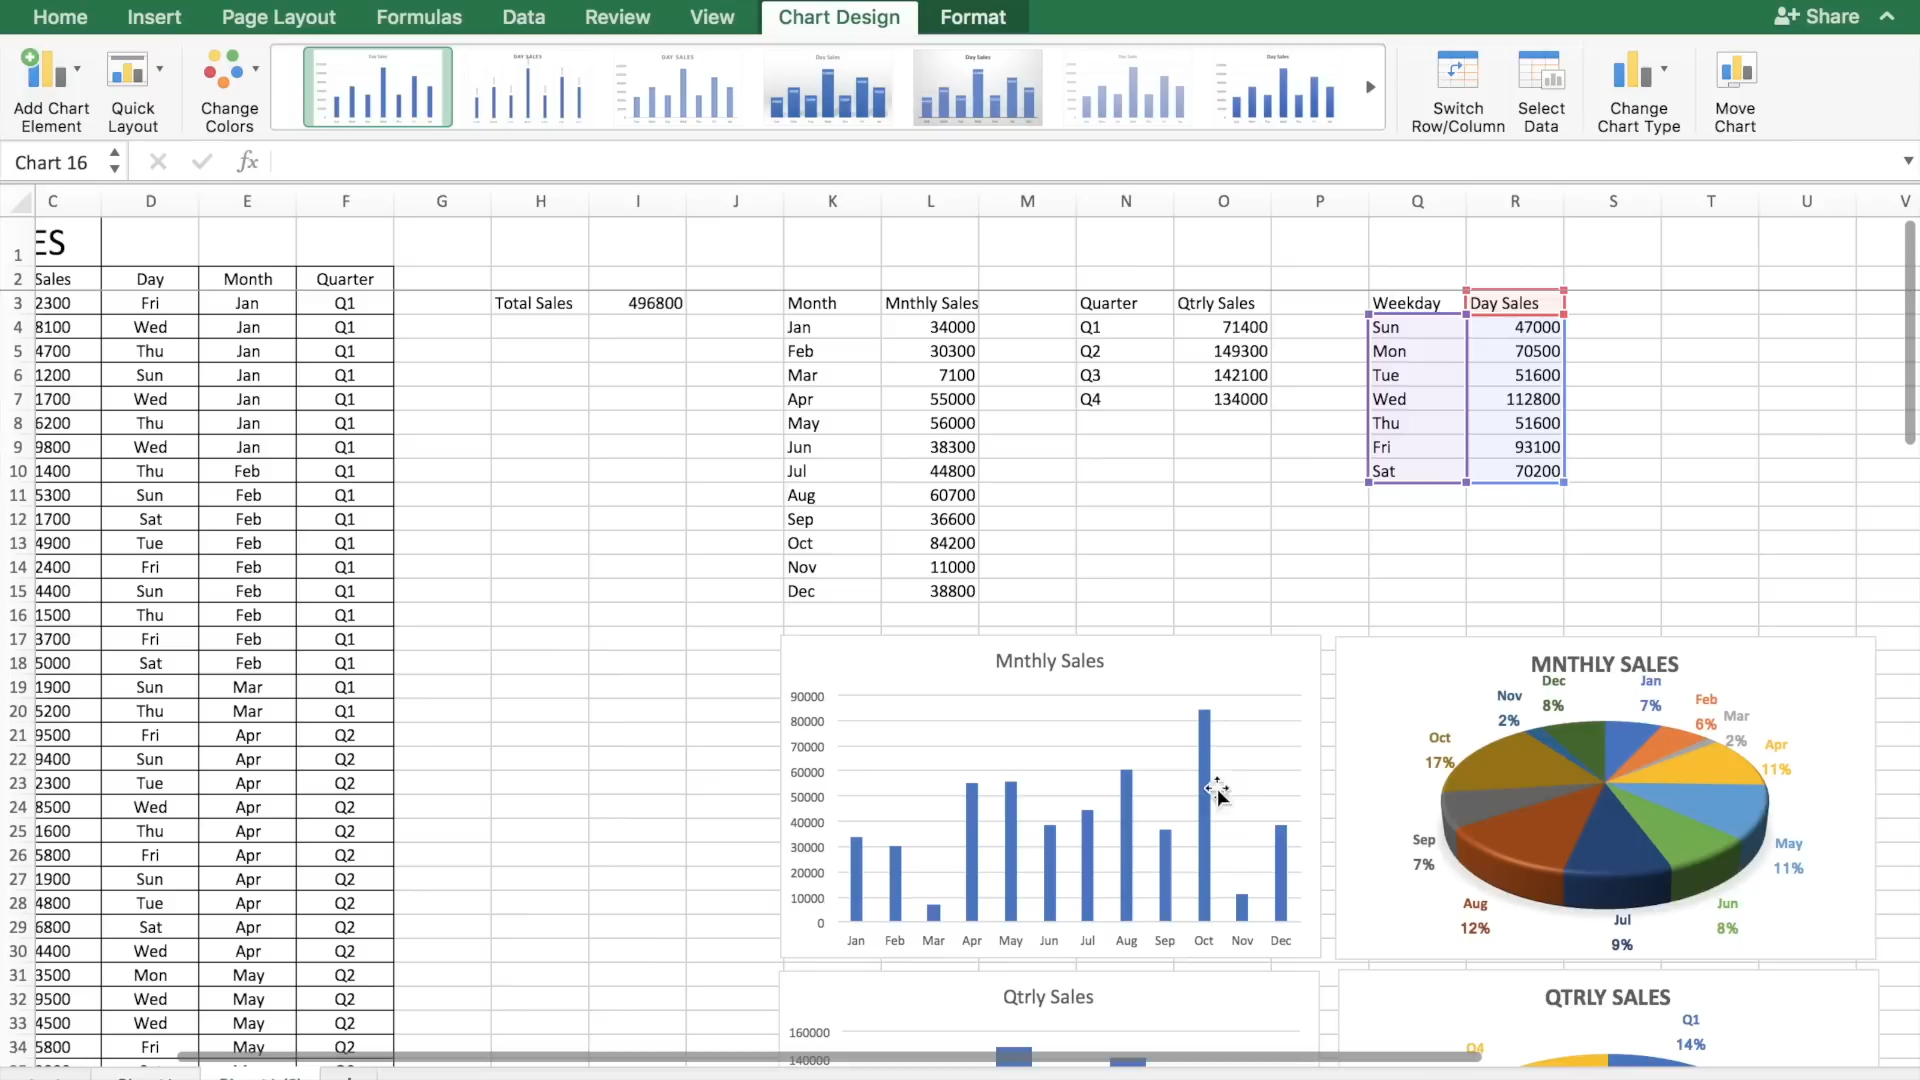 Home Insert Page Layout Formulas Data Review View Chart Design Format Share
Add Chart Element
Quick Layout
Change Colors
Day Sales
DAY SALES
DAY SALES
Day Sales
Day Sales
Day Sales
Day Sales
Switch Row/Column
Select Data
Change Chart Type
Move Chart
Chart 16 fx
C D E F G H I J K L M N O P Q R S T U V
1 ES
2 Sales Day Month Quarter
3 2300 Fri Jan Q1 Total Sales 496800 Month Mnthly Sales Quarter Qtrly Sales Weekday Day Sales
4 8100 Wed Jan Q1 Jan 34000 Q1 71400 Sun 47000
5 4700 Thu Jan Q1 Feb 30300 Q2 149300 Mon 70500
6 1200 Sun Jan Q1 Mar 7100 Q3 142100 Tue 51600
7 1700 Wed Jan Q1 Apr 55000 Q4 134000 Wed 112800
8 6200 Thu Jan Q1 May 56000 Thu 51600
9 9800 Wed Jan Q1 Jun 38300 Fri 93100
10 1400 Thu Feb Q1 Jul 44800 Sat 70200
11 5300 Sun Feb Q1 Aug 60700
12 1700 Sat Feb Q1 Sep 36600
13 4900 Tue Feb Q1 Oct 84200
14 2400 Fri Feb Q1 Nov 11000
15 4400 Sun Feb Q1 Dec 38800
16 1500 Thu Feb Q1
17 3700 Fri Feb Q1
18 5000 Sat Feb Q1
19 1900 Sun Mar Q1
20 5200 Thu Mar Q1
21 9500 Fri Apr Q2
22 9400 Sun Apr Q2
23 2300 Tue Apr Q2
24 8500 Wed Apr Q2
25 1600 Thu Apr Q2
26 5800 Fri Apr Q2
27 1900 Sun Apr Q2
28 4800 Tue Apr Q2
29 6800 Sat Apr Q2
30 4400 Wed Apr Q2
31 3500 Mon May Q2
32 9500 Wed May Q2
33 4500 Wed May Q2
34 5800 Fri May Q2
Mnthly Sales
90000
80000
70000
60000
50000
40000
30000
20000
10000
0
Jan Feb Mar Apr May Jun Jul Aug Sep Oct Nov Dec
MNTHLY SALES
Jan 7%
Feb 6%
Mar 2%
Apr 11%
May 11%
Jun 8%
Jul 9%
Aug 12%
Sep 7%
Oct 17%
Nov 2%
Dec 8%
Qtrly Sales
160000
140000
QTRLY SALES
Q1 14%
Q4